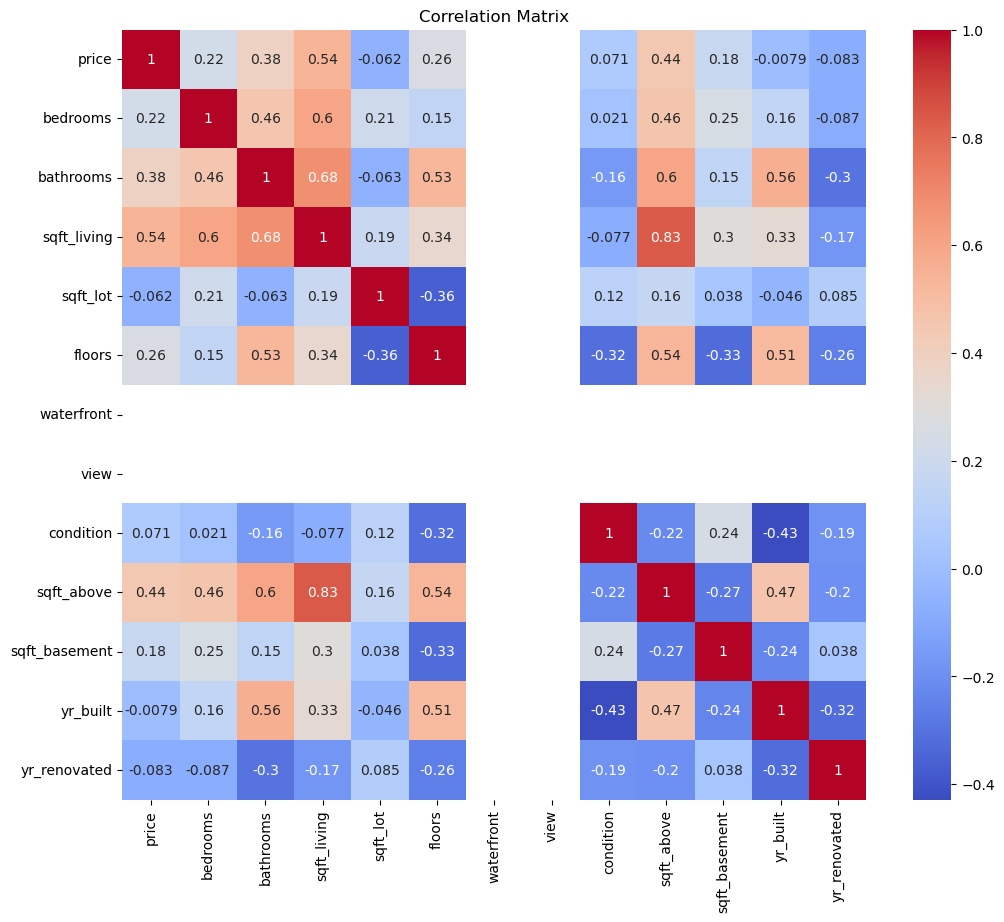 Correlation Matrix
price 1 0.22 0.38 0.54 -0.062 0.26 0.071 0.44 0.18 -0.0079 -0.083
bedrooms 0.22 1 0.46 0.6 0.21 0.15 0.021 0.46 0.25 0.16 -0.087
bathrooms 0.38 0.46 1 0.68 -0.063 0.53 -0.16 0.6 0.15 0.56 -0.3
sqft_living 0.54 0.6 0.68 1 0.19 0.34 -0.077 0.83 0.3 0.33 -0.17
sqft_lot -0.062 0.21 -0.063 0.19 1 -0.36 0.12 0.16 0.038 -0.046 0.085
floors 0.26 0.15 0.53 0.34 -0.36 1 -0.32 0.54 -0.33 0.51 -0.26
waterfront
view
condition 0.071 0.021 -0.16 -0.077 0.12 -0.32 1 -0.22 0.24 -0.43 -0.19
sqft_above 0.44 0.46 0.6 0.83 0.16 0.54 -0.22 1 -0.27 0.47 -0.2
sqft_basement 0.18 0.25 0.15 0.3 0.038 -0.33 0.24 -0.27 1 -0.24 0.038
yr_built -0.0079 0.16 0.56 0.33 -0.046 0.51 -0.43 0.47 -0.24 1 -0.32
yr_renovated -0.083 -0.087 -0.3 -0.17 0.085 -0.26 -0.19 -0.2 0.038 -0.32 1
price bedrooms bathrooms sqft_living sqft_lot floors waterfront view condition sqft_above sqft_basement yr_built yr_renovated
1.0
0.8
0.6
0.4
0.2
0.0
−0.2
−0.4